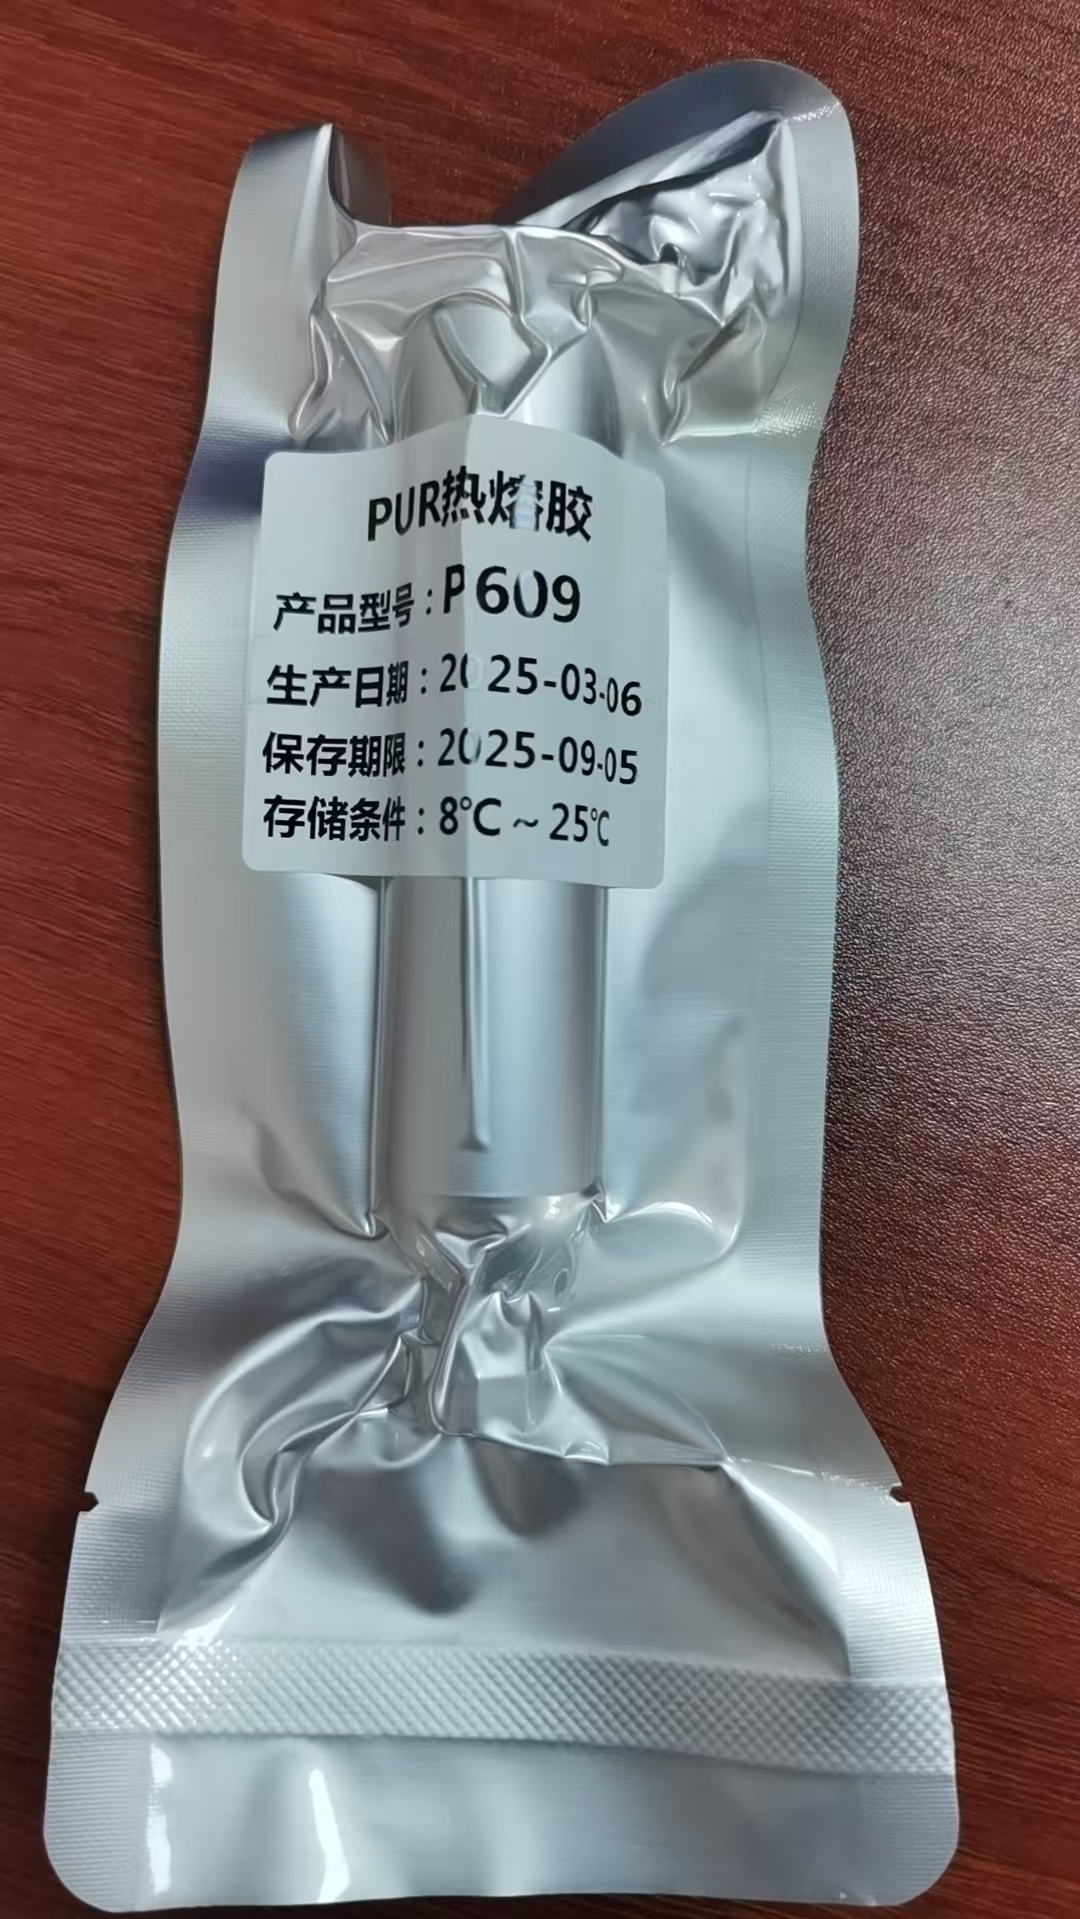 PUR热熔胶
产品型号：P609
生产日期：2025-03-06
保存期限：2025-09-05
存储条件：8℃~25℃